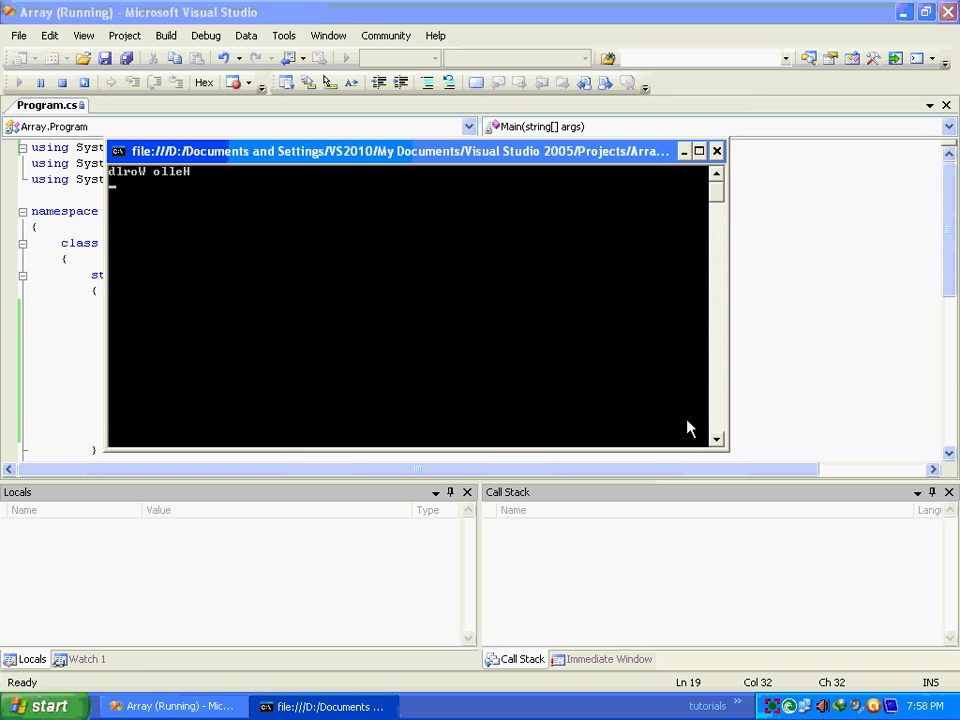 Array (Running) - Microsoft Visual Studio
File Edit View Project Build Debug Data Tools Window Community Help
Hex
Program.cs
Array.Program
Main(string[] args)
using Syst
using Syst
using Syst
file:///D:/Documents and Settings/VS2010/My Documents/Visual Studio 2005/Projects/Arra...
dlroW olleH
namespace
{
class
{
st
{
}
Locals
Call Stack
Name Value Type
Name Lang
Locals Watch 1
Call Stack Immediate Window
Ready Ln 19 Col 32 Ch 32 INS
start Array (Running) - Mic... file:///D:/Documents ... tutorials » 7:58 PM